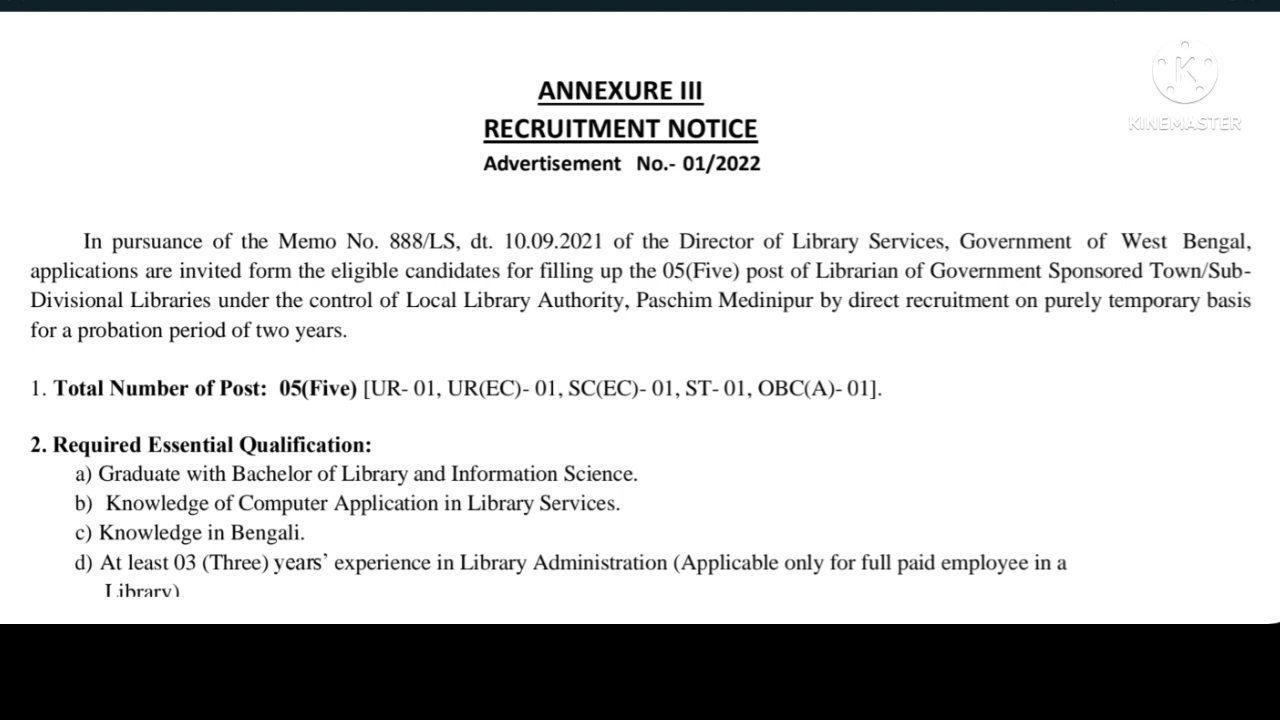 ANNEXURE III
RECRUITMENT NOTICE
Advertisement No.- 01/2022
KINEMASTER
In pursuance of the Memo No. 888/LS, dt. 10.09.2021 of the Director of Library Services, Government of West Bengal,
applications are invited form the eligible candidates for filling up the 05(Five) post of Librarian of Government Sponsored Town/Sub-
Divisional Libraries under the control of Local Library Authority, Paschim Medinipur by direct recruitment on purely temporary basis
for a probation period of two years.
1. Total Number of Post: 05(Five) [UR- 01, UR(EC)- 01, SC(EC)- 01, ST- 01, OBC(A)- 01].
2. Required Essential Qualification:
a) Graduate with Bachelor of Library and Information Science.
b) Knowledge of Computer Application in Library Services.
c) Knowledge in Bengali.
d) At least 03 (Three) years’ experience in Library Administration (Applicable only for full paid employee in a
Library)